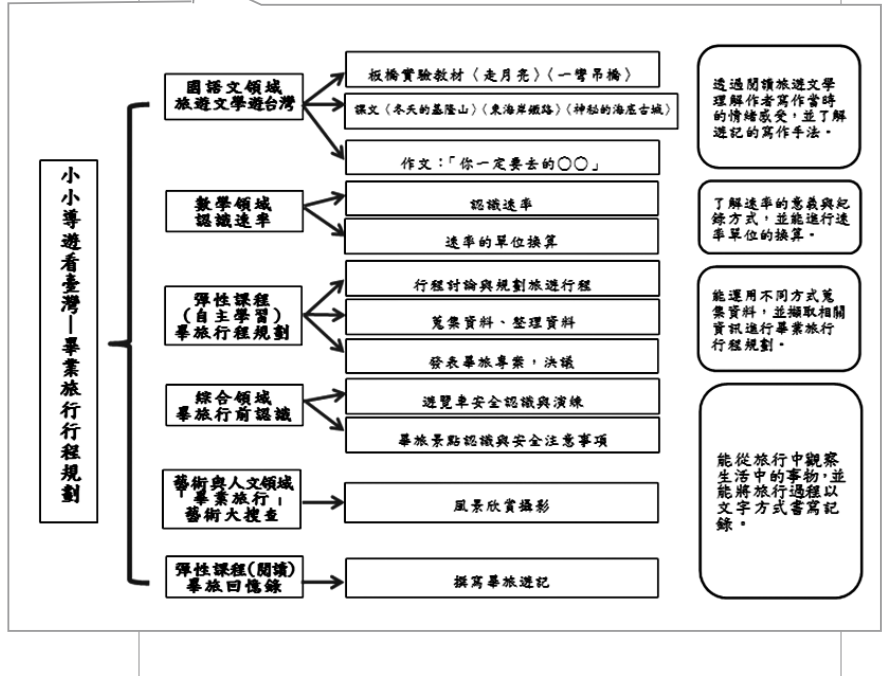 小小導遊看臺灣—畢業旅行行程規劃
國語文領域
旅遊文學遊台灣
板橋實驗教材〈走月亮〉〈一彎吊橋〉
課文〈冬天的基隆山〉〈東海岸鐵路〉〈神秘的海底古城〉
作文：「你一定要去的○○」
透過閱讀旅遊文學
理解作者寫作當時
的情緒感受，並了解
遊記的寫作手法。
數學領域
認識速率
認識速率
速率的單位換算
了解速率的意義與紀
錄方式，並能進行速
率單位的換算。
彈性課程
(自主學習)
畢旅行程規劃
行程討論與規劃旅遊行程
蒐集資料、整理資料
發表畢旅專案，決議
能運用不同方式蒐
集資料，並擷取相關
資訊進行畢業旅行
行程規劃。
綜合領域
畢旅行前認識
遊覽車安全認識與演練
畢旅景點認識與安全注意事項
藝術與人文領域
「畢業旅行」
藝術大搜查
風景欣賞攝影
彈性課程(閱讀)
畢旅回憶錄
撰寫畢旅遊記
能從旅行中觀察
生活中的事物，並
能將旅行過程以
文字方式書寫記
錄。